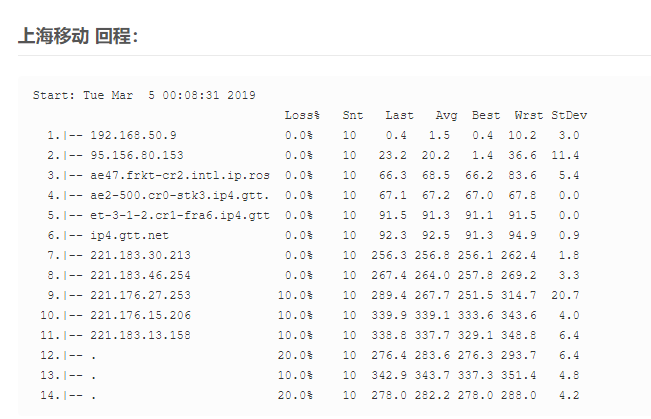 上海移动 回程：
Start: Tue Mar  5 00:08:31 2019
                                   Loss%   Snt   Last   Avg  Best  Wrst StDev
  1.|-- 192.168.50.9               0.0%    10    0.4   1.5   0.4  10.2   3.0
  2.|-- 95.156.80.153              0.0%    10   23.2  20.2   1.4  36.6  11.4
  3.|-- ae47.frkt-cr2.intl.ip.ros  0.0%    10   66.3  68.5  66.2  83.6   5.4
  4.|-- ae2-500.cr0-stk3.ip4.gtt.  0.0%    10   67.1  67.2  67.0  67.8   0.0
  5.|-- et-3-1-2.cr1-fra6.ip4.gtt  0.0%    10   91.5  91.3  91.1  91.5   0.0
  6.|-- ip4.gtt.net                0.0%    10   92.3  92.5  91.3  94.9   0.9
  7.|-- 221.183.30.213             0.0%    10  256.3 256.8 256.1 262.4   1.8
  8.|-- 221.183.46.254             0.0%    10  267.4 264.0 257.8 269.2   3.3
  9.|-- 221.176.27.253            10.0%    10  289.4 267.7 251.5 314.7  20.7
 10.|-- 221.176.15.206            10.0%    10  339.9 339.1 333.6 343.6   4.0
 11.|-- 221.183.13.158            10.0%    10  338.8 337.7 329.1 348.8   6.4
 12.|-- .                         20.0%    10  276.4 283.6 276.3 293.7   6.4
 13.|-- .                         10.0%    10  342.9 343.7 337.3 351.4   4.8
 14.|-- .                         20.0%    10  278.0 282.2 278.0 288.0   4.2